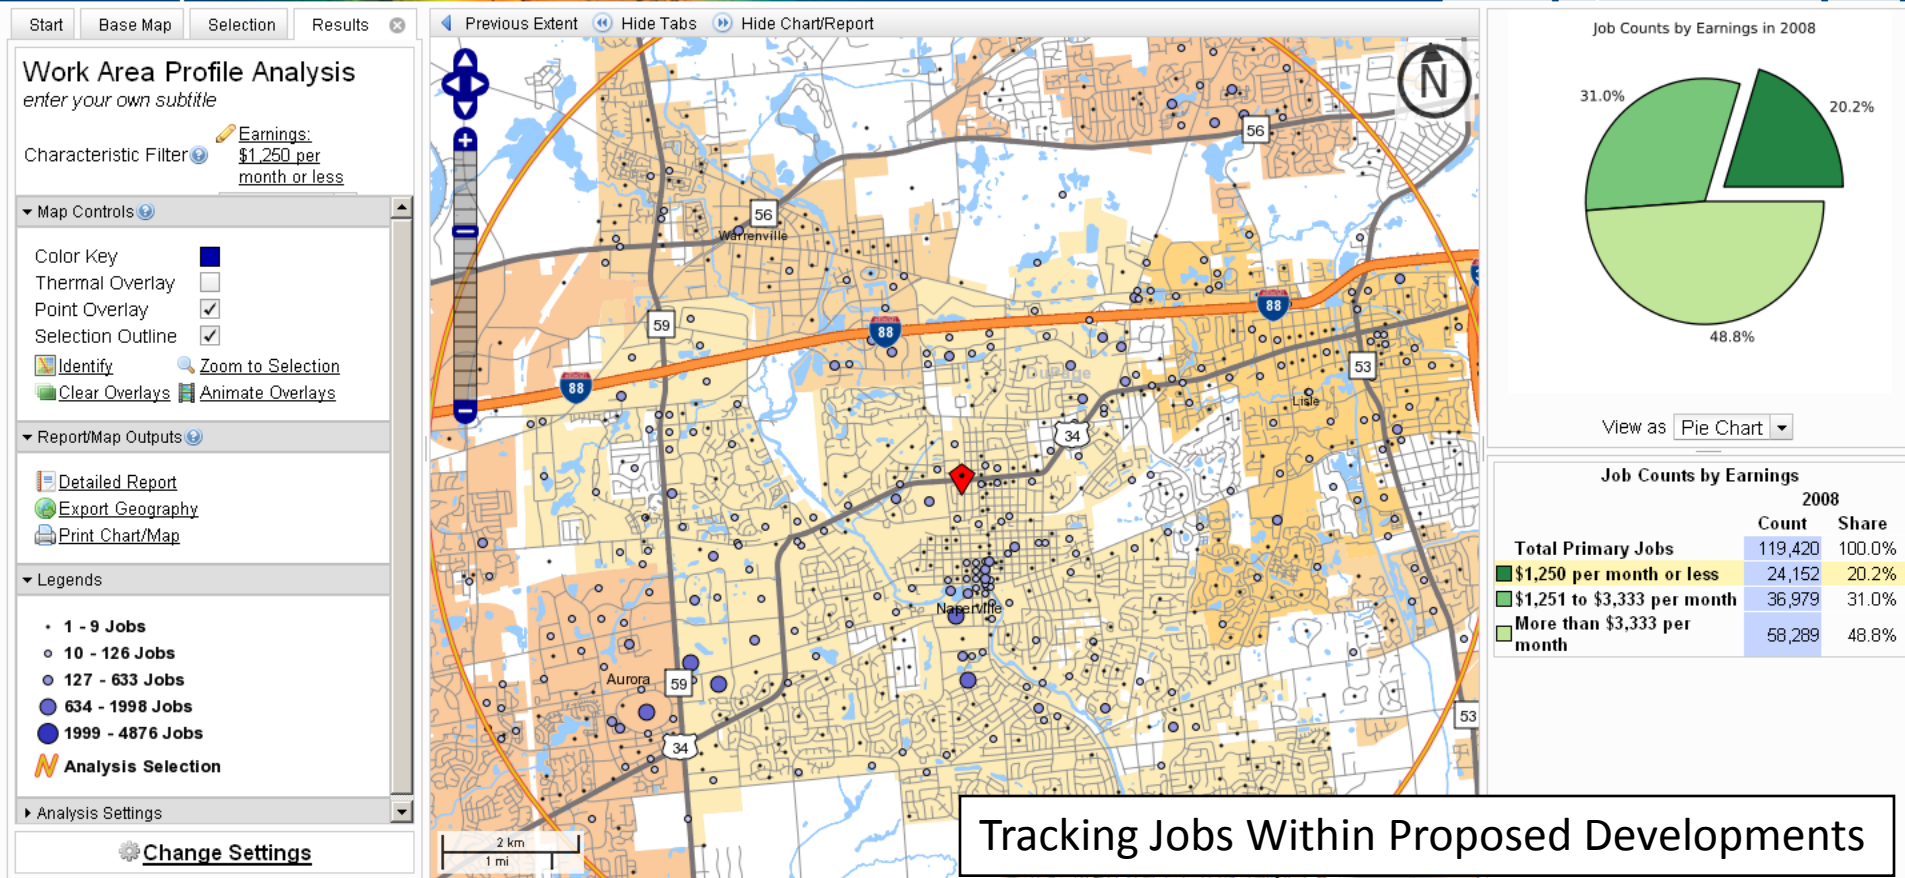 Start Base Map Selection Results
Previous Extent Hide Tabs Hide Chart/Report
Work Area Profile Analysis
enter your own subtitle
Characteristic Filter
Earnings:
$1,250 per
month or less
Map Controls
Color Key
Thermal Overlay
Point Overlay
Selection Outline
Identify Zoom to Selection
Clear Overlays Animate Overlays
Report/Map Outputs
Detailed Report
Export Geography
Print Chart/Map
Legends
1 - 9 Jobs
10 - 126 Jobs
127 - 633 Jobs
634 - 1998 Jobs
1999 - 4876 Jobs
Analysis Selection
Analysis Settings
Change Settings
N
56
56
Warrenville
59
88
88
88
DuPage
53
Lisle
34
Naperville
Aurora
59
34
53
2 km
1 mi
Job Counts by Earnings in 2008
31.0%
20.2%
48.8%
View as Pie Chart
Job Counts by Earnings
2008
Count Share
Total Primary Jobs 119,420 100.0%
$1,250 per month or less 24,152 20.2%
$1,251 to $3,333 per month 36,979 31.0%
More than $3,333 per
month 58,289 48.8%
Tracking Jobs Within Proposed Developments